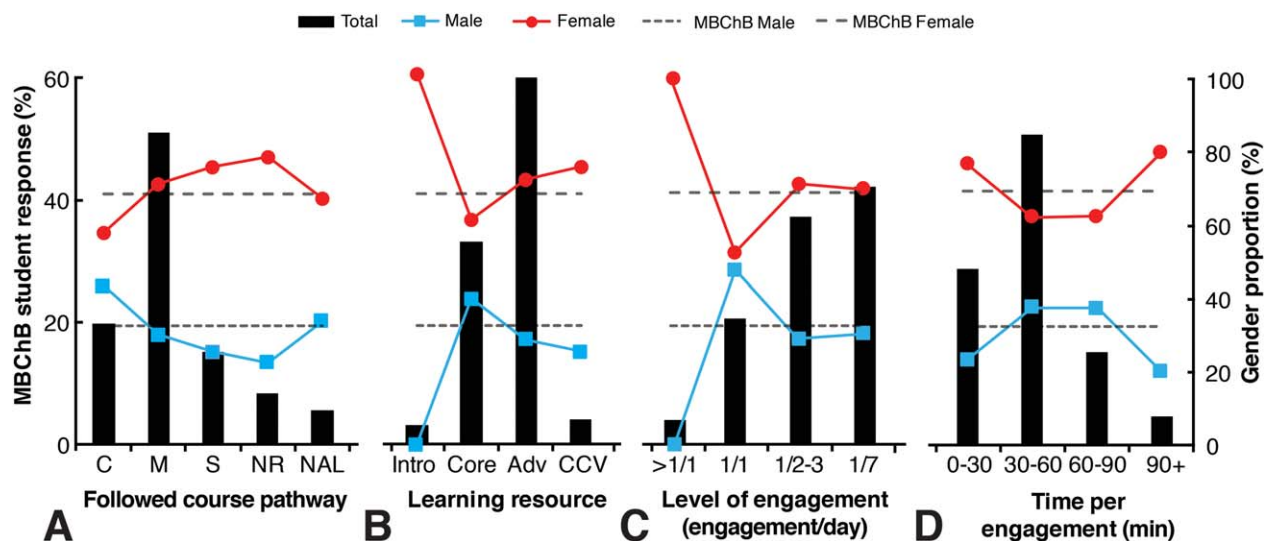 Total Male Female MBChB Male MBChB Female
MBChB student response (%)
60
40
20
0
C M S NR NAL
Followed course pathway
A
Intro Core Adv CCV
Learning resource
B
>1/1 1/1 1/2-3 1/7
Level of engagement
(engagement/day)
C
0-30 30-60 60-90 90+
Time per
engagement (min)
D
100
80
60
40
20
0
Gender proportion (%)